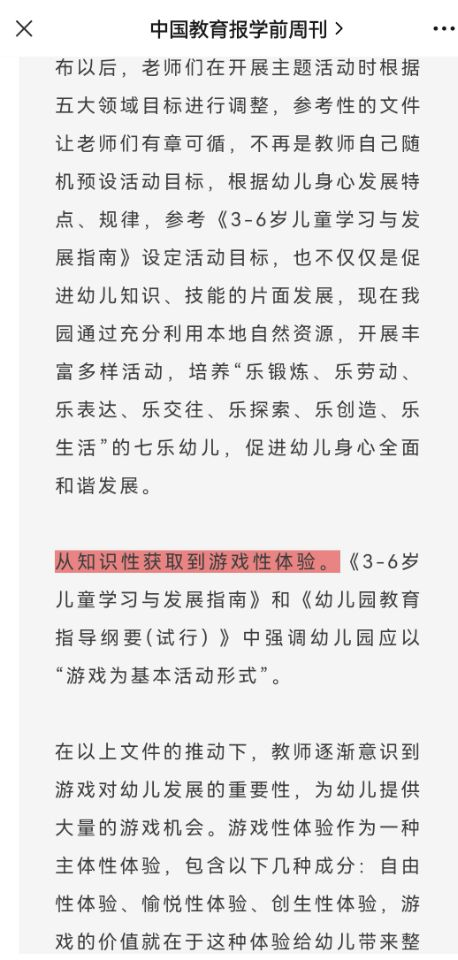 中国教育报学前周刊
布以后，老师们在开展主题活动时根据
五大领域目标进行调整，参考性的文件
让老师们有章可循，不再是教师自己随
机预设活动目标，根据幼儿身心发展特
点、规律，参考《3-6岁儿童学习与发
展指南》设定活动目标，也不仅仅是促
进幼儿知识、技能的片面发展，现在我
园通过充分利用本地自然资源，开展丰
富多样活动，培养“乐锻炼、乐劳动、
乐表达、乐交往、乐探索、乐创造、乐
生活”的七乐幼儿，促进幼儿身心全面
和谐发展。
从知识性获取到游戏性体验。《3-6岁
儿童学习与发展指南》和《幼儿园教育
指导纲要(试行）》中强调幼儿园应以
“游戏为基本活动形式”。
在以上文件的推动下，教师逐渐意识到
游戏对幼儿发展的重要性，为幼儿提供
大量的游戏机会。游戏性体验作为一种
主体性体验，包含以下几种成分：自由
性体验、愉悦性体验、创生性体验，游
戏的价值就在于这种体验给幼儿带来整